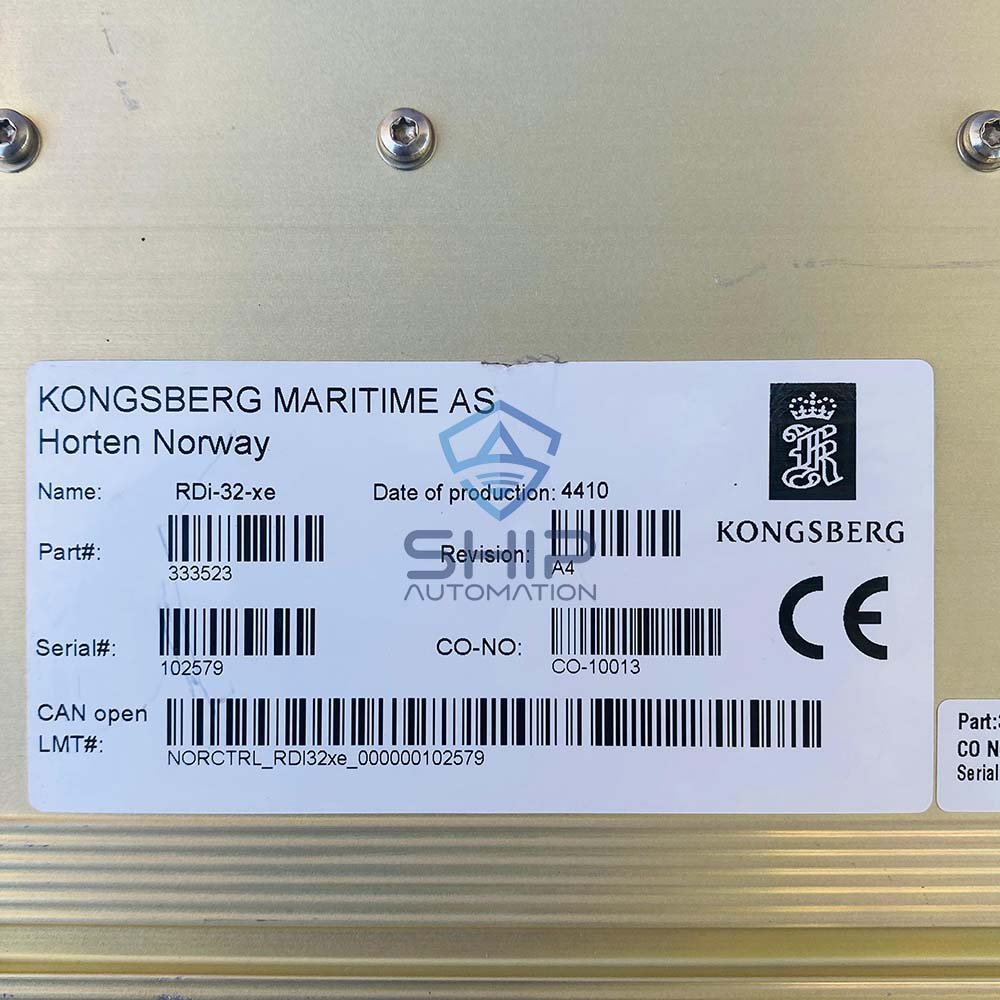 KONGSBERG MARITIME AS
Horten Norway
Name: RDi-32-xe Date of production: 4410
KONGSBERG
Part#: 333523 Revision: A4
SHIP
AUTOMATION
CE
Serial#: 102579 CO-NO: CO-10013
CAN open
LMT#: NORCTRL_RDI32xe_000000102579
Part:
CO N
Serial